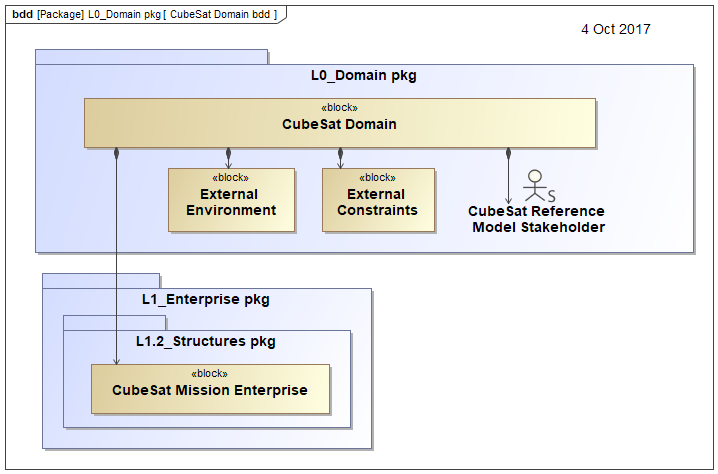 bdd [Package] L0_Domain pkg [ CubeSat Domain bdd ]
4 Oct 2017
L0_Domain pkg
«block»
CubeSat Domain
«block»
External
Environment
«block»
External
Constraints
S
CubeSat Reference
Model Stakeholder
L1_Enterprise pkg
L1.2_Structures pkg
«block»
CubeSat Mission Enterprise